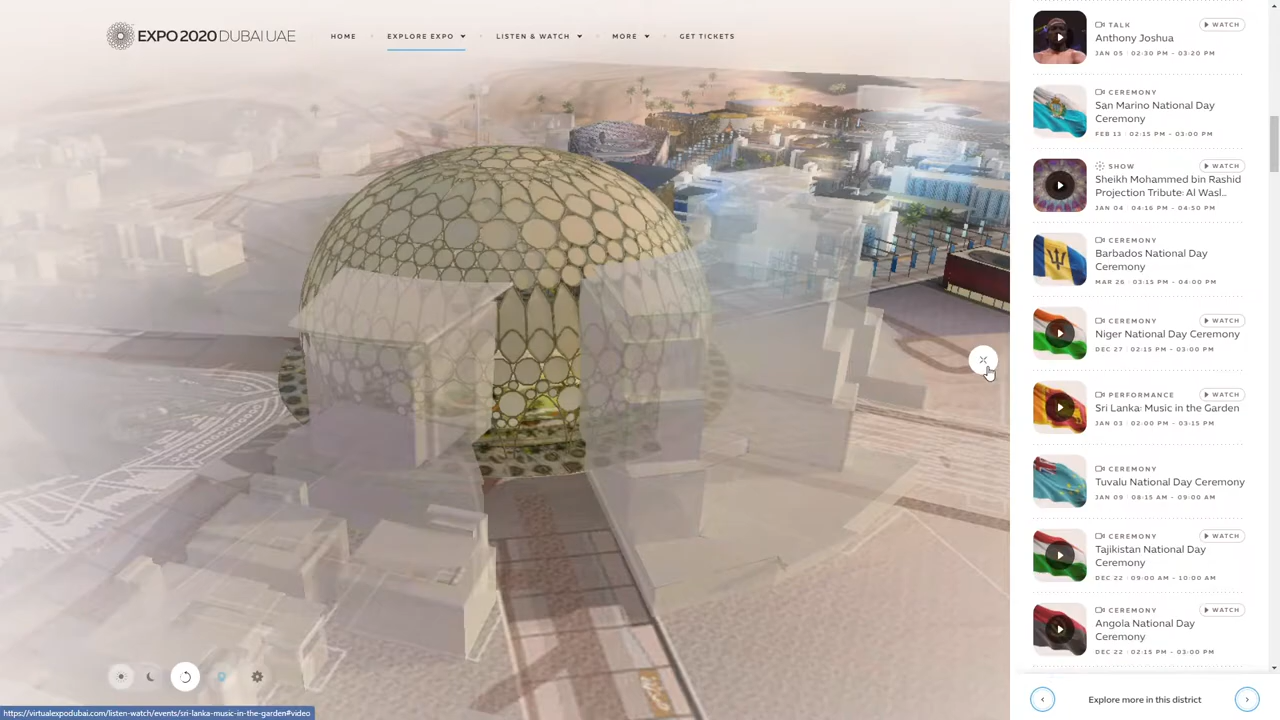 EXPO 2020 DUBAI UAE
HOME
EXPLORE EXPO
LISTEN & WATCH
MORE
GET TICKETS
TALK
WATCH
Anthony Joshua
JAN 05 | 02:30 PM - 03:20 PM
CEREMONY
San Marino National Day
Ceremony
FEB 13 | 02:15 PM - 03:00 PM
SHOW
WATCH
Sheikh Mohammed bin Rashid
Projection Tribute: Al Wasl...
JAN 04 | 04:16 PM - 04:50 PM
CEREMONY
Barbados National Day
Ceremony
MAR 26 | 03:15 PM - 04:00 PM
CEREMONY
WATCH
Niger National Day Ceremony
DEC 27 | 02:15 PM - 03:00 PM
PERFORMANCE
WATCH
Sri Lanka: Music in the Garden
JAN 03 | 02:00 PM - 03:15 PM
CEREMONY
Tuvalu National Day Ceremony
JAN 09 | 08:15 AM - 09:00 AM
CEREMONY
WATCH
Tajikistan National Day
Ceremony
DEC 22 | 09:00 AM - 10:00 AM
CEREMONY
WATCH
Angola National Day
Ceremony
DEC 22 | 02:15 PM - 03:00 PM
Explore more in this district
https://virtualexpodubai.com/listen-watch/events/sri-lanka-music-in-the-garden#video